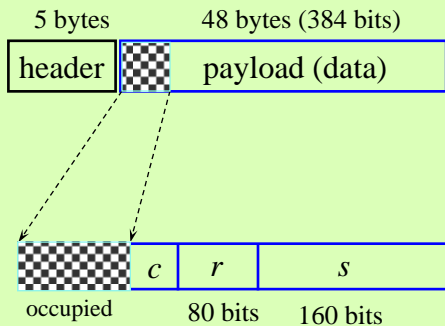 5 bytes 48 bytes (384 bits)
header payload (data)
c r s
occupied 80 bits 160 bits